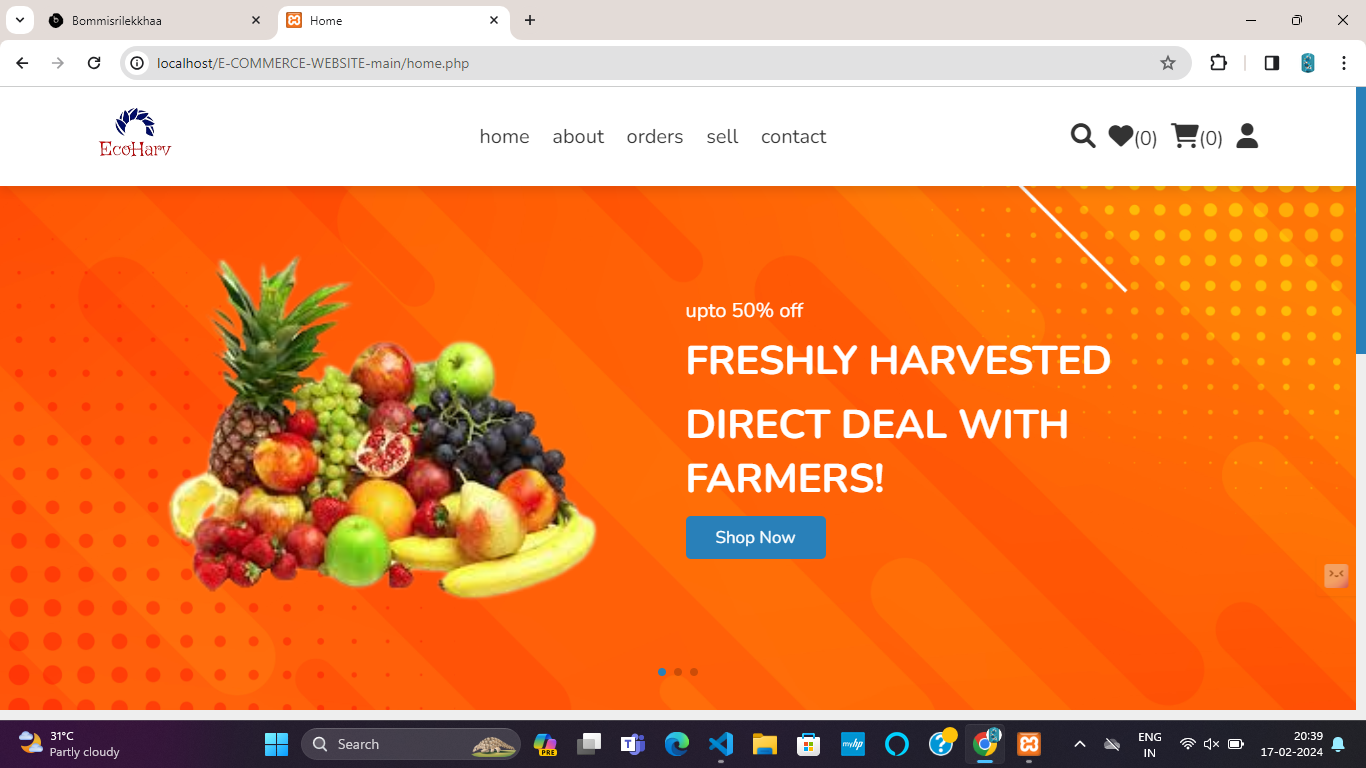 Bommisrilekkhaa
Home
localhost/E-COMMERCE-WEBSITE-main/home.php
EcoHarv
home about orders sell contact
(0) (0)
upto 50% off
FRESHLY HARVESTED
DIRECT DEAL WITH
FARMERS!
Shop Now
31°C
Partly cloudy
Search
PRE
T
myhp
ENG
IN
20:39
17-02-2024